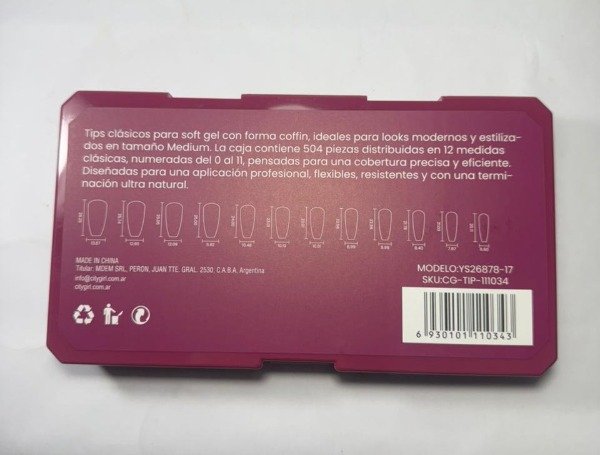 Tips clásicos para soft gel con forma coffin, ideales para looks modernos y estiliza-
dos en tamaño Medium. La caja contiene 504 piezas distribuidas en 12 medidas
clásicas, numeradas del 0 al 11, pensadas para una cobertura precisa y eficiente.
Diseñadas para una aplicación profesional, flexibles, resistentes y con una termi-
nación ultra natural.
MADE IN CHINA
Titular: MDEM SRL, PERON, JUAN TTE. GRAL. 2530, C.A.B.A, Argentina
info@citygirl.com.ar
citygirl.com.ar
MODELO:YS26878-17
SKU:CG-TIP-111034
6 930101 110343